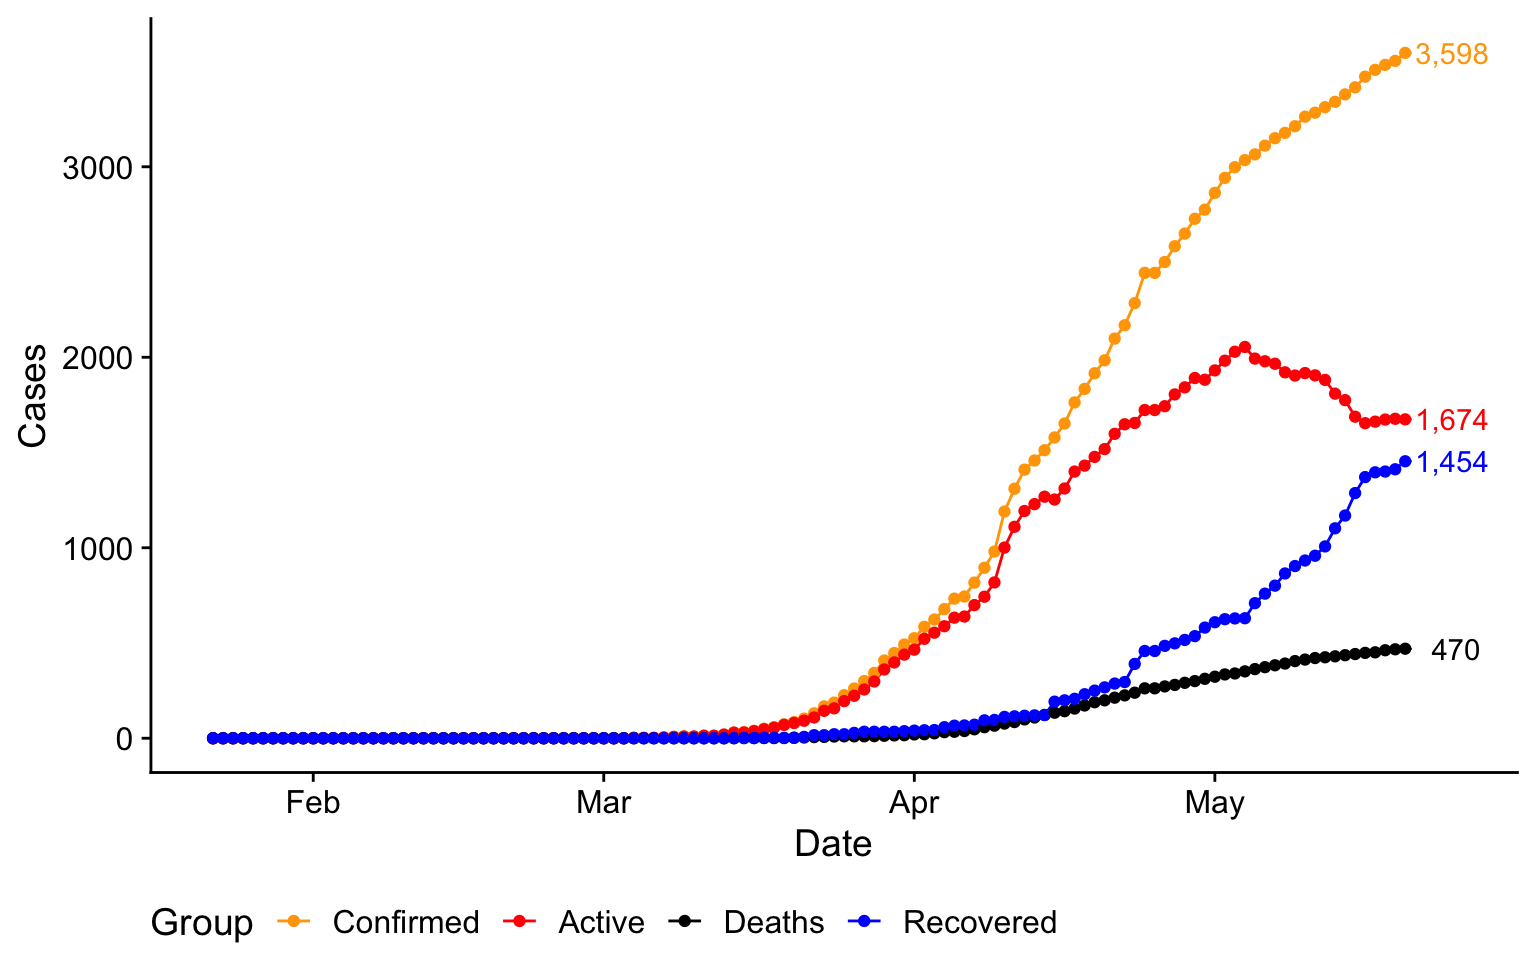 3,598
3000
2000
1,674
1,454
1000
470
0
Cases
Feb Mar Apr May
Date
Group Confirmed Active Deaths Recovered